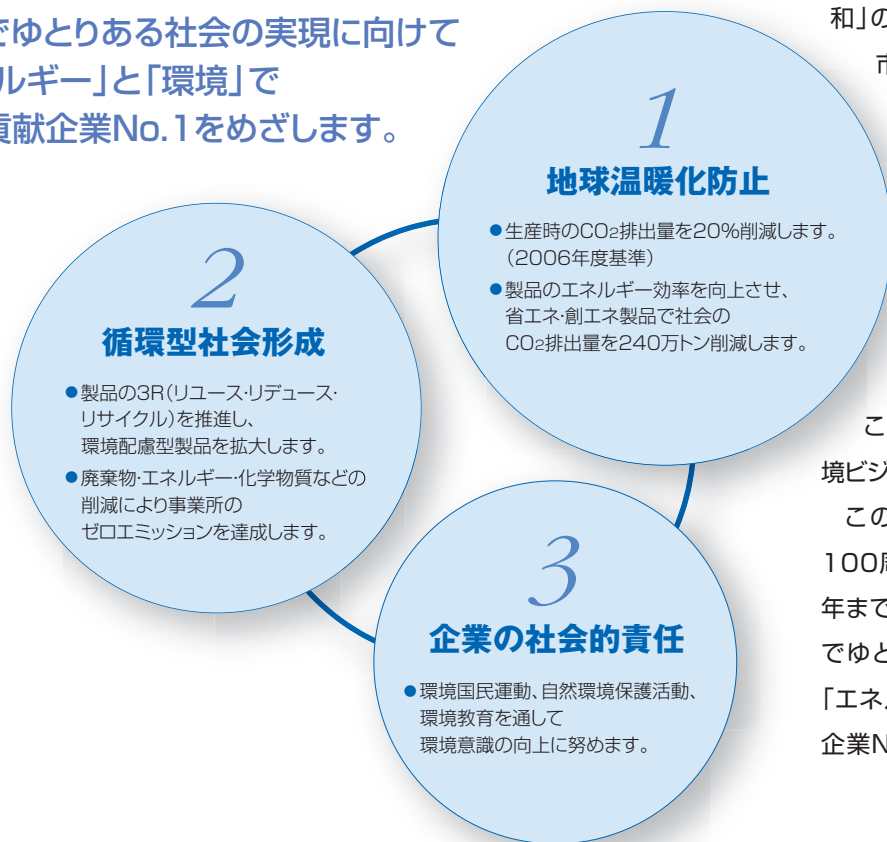 でゆとりある社会の実現に向けて
ルギー」と「環境」で
貢献企業No.1をめざします。
1
地球温暖化防止
●生産時のCO2排出量を20%削減します。
（2006年度基準）
●製品のエネルギー効率を向上させ、
省エネ・創エネ製品で社会の
CO2排出量を240万トン削減します。
2
循環型社会形成
●製品の3R（リユース・リデュース・
リサイクル）を推進し、
環境配慮型製品を拡大します。
●廃棄物・エネルギー・化学物質などの
削減により事業所の
ゼロエミッションを達成します。
3
企業の社会的責任
●環境国民運動、自然環境保護活動、
環境教育を通して
環境意識の向上に努めます。
和」の
こ
境ビジ
この
100周
年まで
でゆと
「エネル
企業N